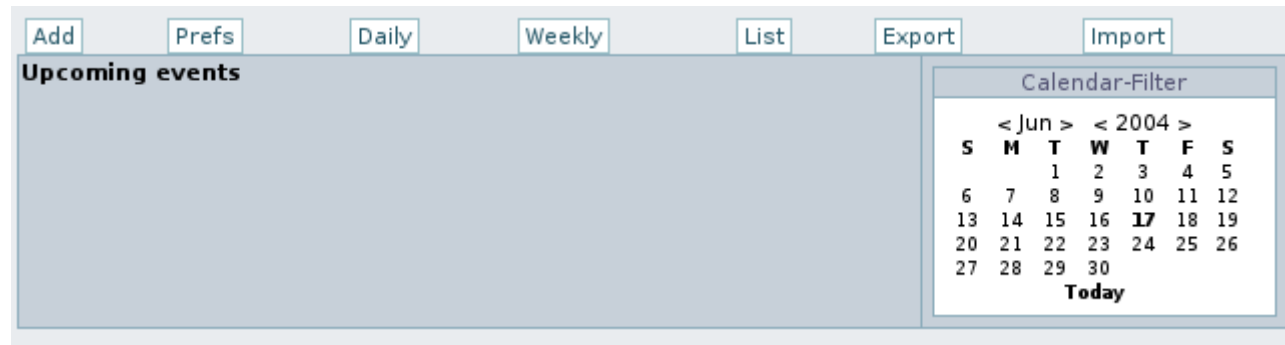 Add Prefs Daily Weekly List Export Import
Upcoming events
Calendar-Filter
< Jun > < 2004 >
S M T W T F S
1 2 3 4 5
6 7 8 9 10 11 12
13 14 15 16 17 18 19
20 21 22 23 24 25 26
27 28 29 30
Today